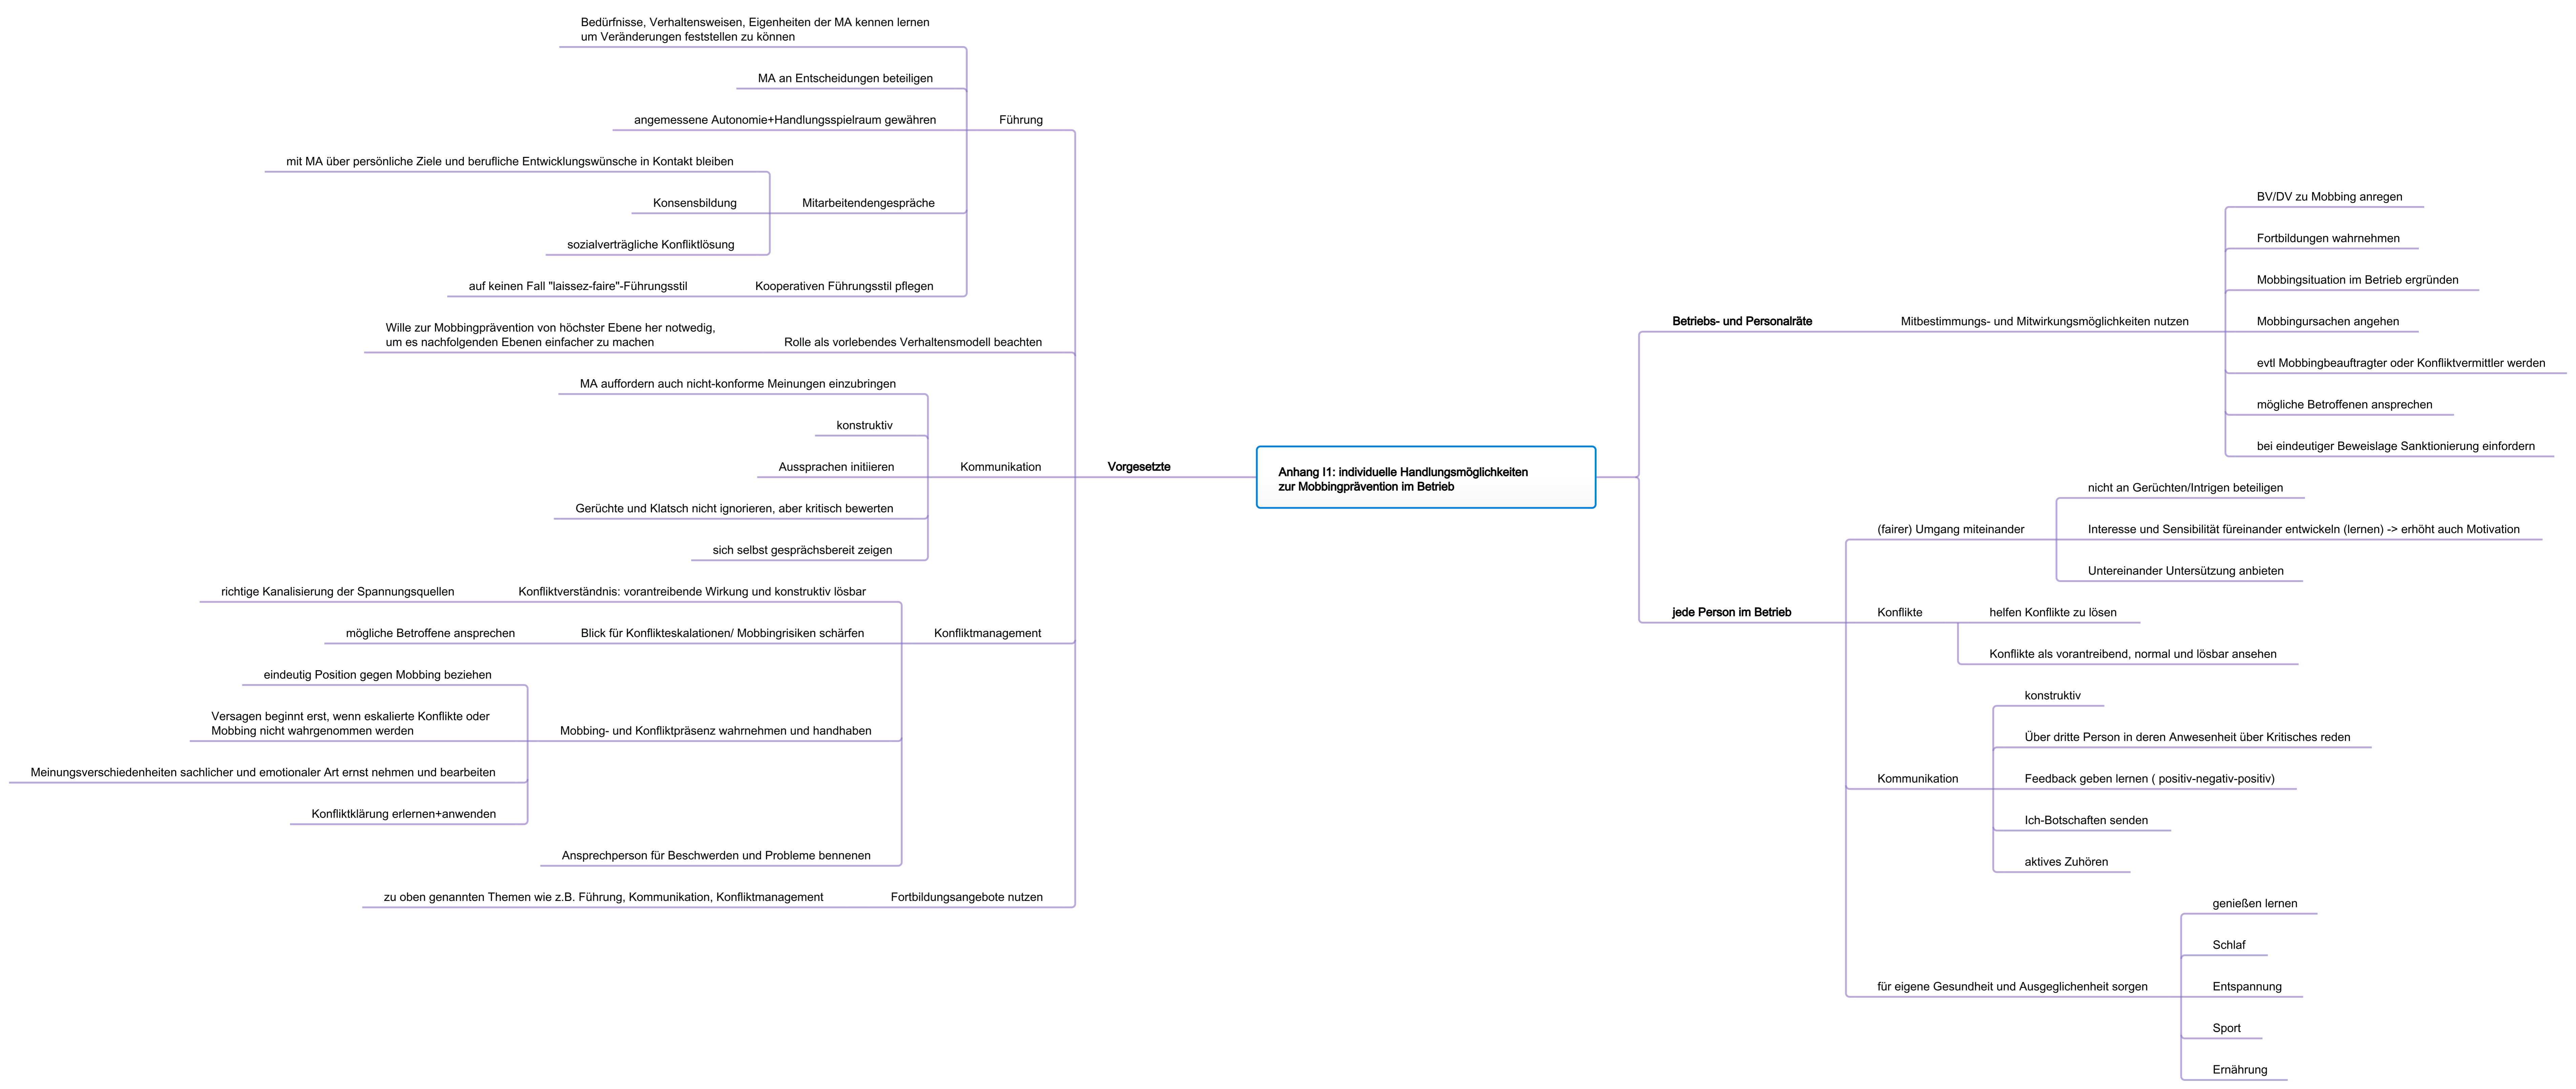 Anhang I1: individuelle Handlungsmöglichkeiten
zur Mobbingprävention im Betrieb
Vorgesetzte
Führung
Bedürfnisse, Verhaltensweisen, Eigenheiten der MA kennen lernen
um Veränderungen feststellen zu können
MA an Entscheidungen beteiligen
angemessene Autonomie+Handlungsspielraum gewähren
Mitarbeitendengespräche
mit MA über persönliche Ziele und berufliche Entwicklungswünsche in Kontakt bleiben
Konsensbildung
sozialverträgliche Konfliktlösung
Kooperativen Führungsstil pflegen
auf keinen Fall "laissez-faire"-Führungsstil
Rolle als vorlebendes Verhaltensmodell beachten
Wille zur Mobbingprävention von höchster Ebene her notwedig,
um es nachfolgenden Ebenen einfacher zu machen
Kommunikation
MA auffordern auch nicht-konforme Meinungen einzubringen
konstruktiv
Aussprachen initiieren
Gerüchte und Klatsch nicht ignorieren, aber kritisch bewerten
sich selbst gesprächsbereit zeigen
Konfliktmanagement
Konfliktverständnis: vorantreibende Wirkung und konstruktiv lösbar
richtige Kanalisierung der Spannungsquellen
Blick für Konflikteskalationen/ Mobbingrisiken schärfen
mögliche Betroffene ansprechen
Mobbing- und Konfliktpräsenz wahrnehmen und handhaben
eindeutig Position gegen Mobbing beziehen
Versagen beginnt erst, wenn eskalierte Konflikte oder
Mobbing nicht wahrgenommen werden
Meinungsverschiedenheiten sachlicher und emotionaler Art ernst nehmen und bearbeiten
Konfliktklärung erlernen+anwenden
Ansprechperson für Beschwerden und Probleme bennenen
Fortbildungsangebote nutzen
zu oben genannten Themen wie z.B. Führung, Kommunikation, Konfliktmanagement
Betriebs- und Personalräte
Mitbestimmungs- und Mitwirkungsmöglichkeiten nutzen
BV/DV zu Mobbing anregen
Fortbildungen wahrnehmen
Mobbingsituation im Betrieb ergründen
Mobbingursachen angehen
evtl Mobbingbeauftragter oder Konfliktvermittler werden
mögliche Betroffenen ansprechen
bei eindeutiger Beweislage Sanktionierung einfordern
jede Person im Betrieb
(fairer) Umgang miteinander
nicht an Gerüchten/Intrigen beteiligen
Interesse und Sensibilität füreinander entwickeln (lernen) -> erhöht auch Motivation
Untereinander Untersützung anbieten
Konflikte
helfen Konflikte zu lösen
Konflikte als vorantreibend, normal und lösbar ansehen
Kommunikation
konstruktiv
Über dritte Person in deren Anwesenheit über Kritisches reden
Feedback geben lernen ( positiv-negativ-positiv)
Ich-Botschaften senden
aktives Zuhören
für eigene Gesundheit und Ausgeglichenheit sorgen
genießen lernen
Schlaf
Entspannung
Sport
Ernährung